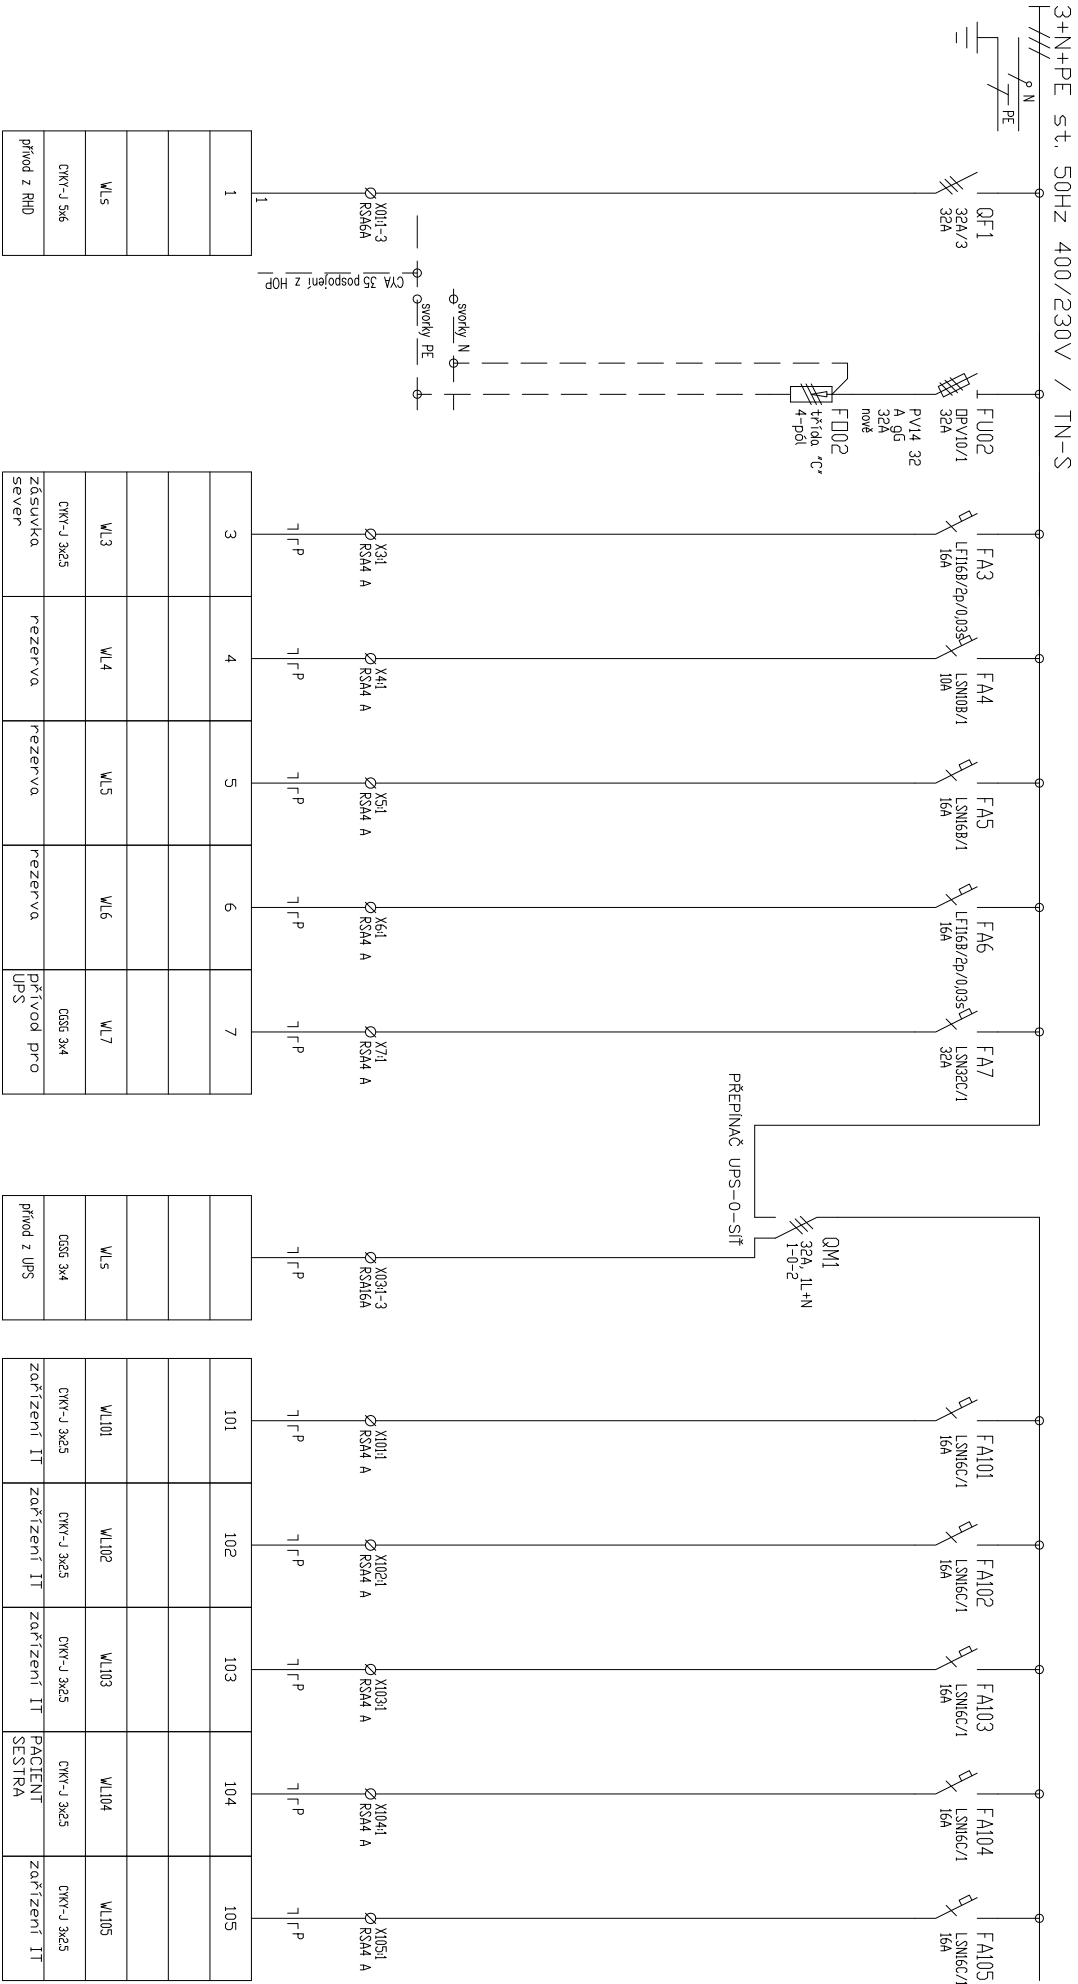 3+N+PE st. 50Hz 400/230V / TN-S
N
PE
QF1
32A/3
32A
FU02
OPV10/1
32A
PV14 32
A gG
32A
nově
FD02
třída "C"
4-pól
FA3
LFI16B/2p/0,03s
16A
FA4
LSN10B/1
10A
FA5
LSN16B/1
16A
FA6
LFI16B/2p/0,03s
16A
FA7
LSN32C/1
32A
PŘEPÍNAČ UPS-0-SÍŤ
QM1
32A, 1L+N
1-0-2
FA101
LSN16C/1
16A
FA102
LSN16C/1
16A
FA103
LSN16C/1
16A
FA104
LSN16C/1
16A
FA105
LSN16C/1
16A
svorky N
svorky PE
CYA 35 pospojení z HOP
X01:1-3
RSA6A
X3:1
RSA4 A
X4:1
RSA4 A
X5:1
RSA4 A
X6:1
RSA4 A
X7:1
RSA4 A
X03:1-3
RSA16A
X101:1
RSA4 A
X102:1
RSA4 A
X103:1
RSA4 A
X104:1
RSA4 A
X105:1
RSA4 A
1
P
P
P
P
P
P
P
P
P
P
P
1
WLs
CYKY-J 5x6
přívod z RHD
3
WL3
CYKY-J 3x2.5
zásuvka
sever
4
WL4
rezerva
5
WL5
rezerva
6
WL6
rezerva
7
WL7
CGSG 3x4
přívod pro
UPS
WLs
CGSG 3x4
přívod z UPS
101
WL101
CYKY-J 3x2.5
zařízení IT
102
WL102
CYKY-J 3x2.5
zařízení IT
103
WL103
CYKY-J 3x2.5
zařízení IT
104
WL104
CYKY-J 3x2.5
PACIENT
SESTRA
105
WL105
CYKY-J 3x2.5
zařízení IT